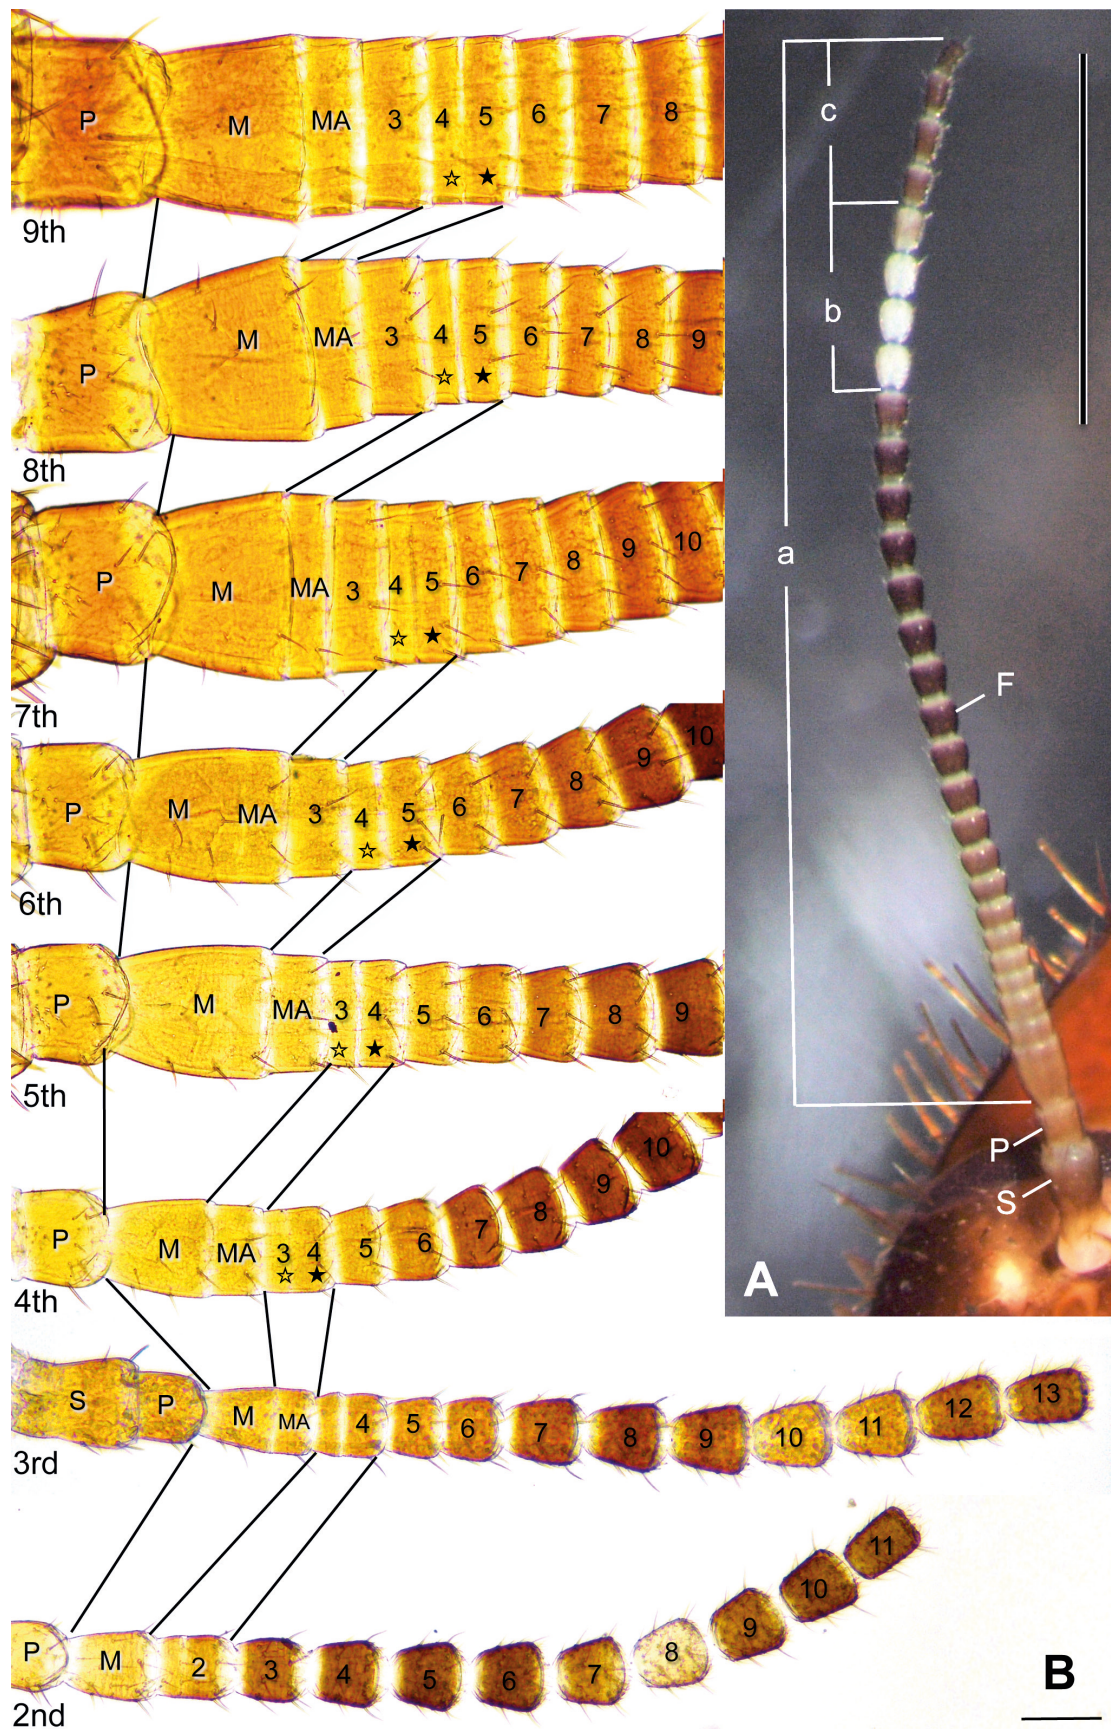 P M MA 3 4 5 6 7 8
☆ ★
9th
P M MA 3 4 5 6 7 8 9
☆ ★
8th
P M MA 3 4 5 6 7 8 9 10
☆ ★
7th
P M MA 3 4 5 6 7 8 9 10
☆ ★
6th
P M MA 3 4 5 6 7 8 9
☆ ★
5th
P M MA 3 4 5 6 7 8 9 10
☆ ★
4th
S P M MA 4 5 6 7 8 9 10 11 12 13
3rd
P M 2 3 4 5 6 7 8 9 10 11
2nd
c
b
a
F
P
S
A
B